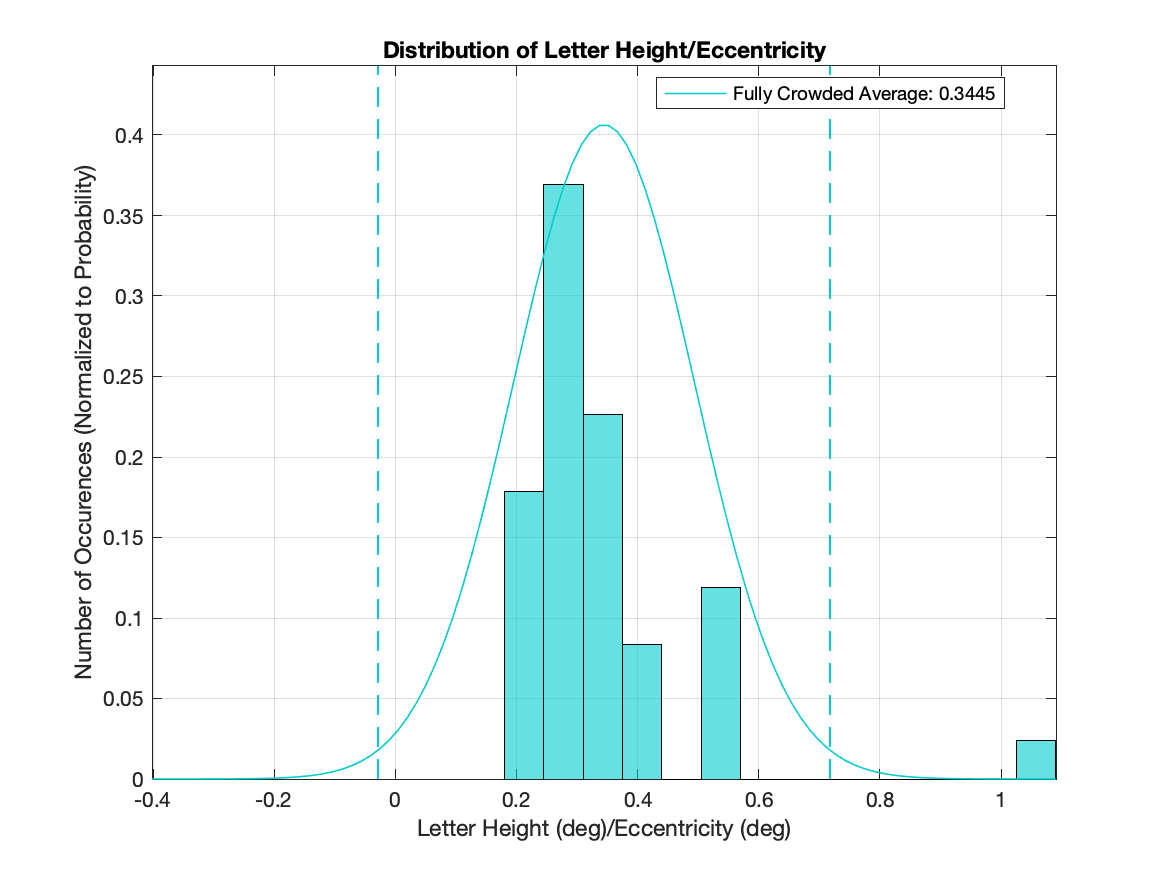 Distribution of Letter Height/Eccentricity
Fully Crowded Average: 0.3445
Number of Occurences (Normalized to Probability)
0.4
0.35
0.3
0.25
0.2
0.15
0.1
0.05
0
-0.4 -0.2 0 0.2 0.4 0.6 0.8 1
Letter Height (deg)/Eccentricity (deg)